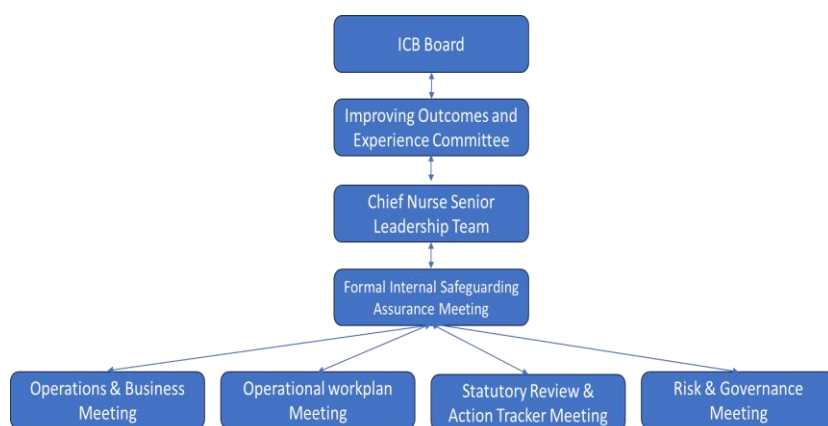 ICB Board
Improving Outcomes and
Experience Committee
Chief Nurse Senior
Leadership Team
Formal Internal Safeguarding
Assurance Meeting
Operations & Business
Meeting
Operational workplan
Meeting
Statutory Review &
Action Tracker Meeting
Risk & Governance
Meeting